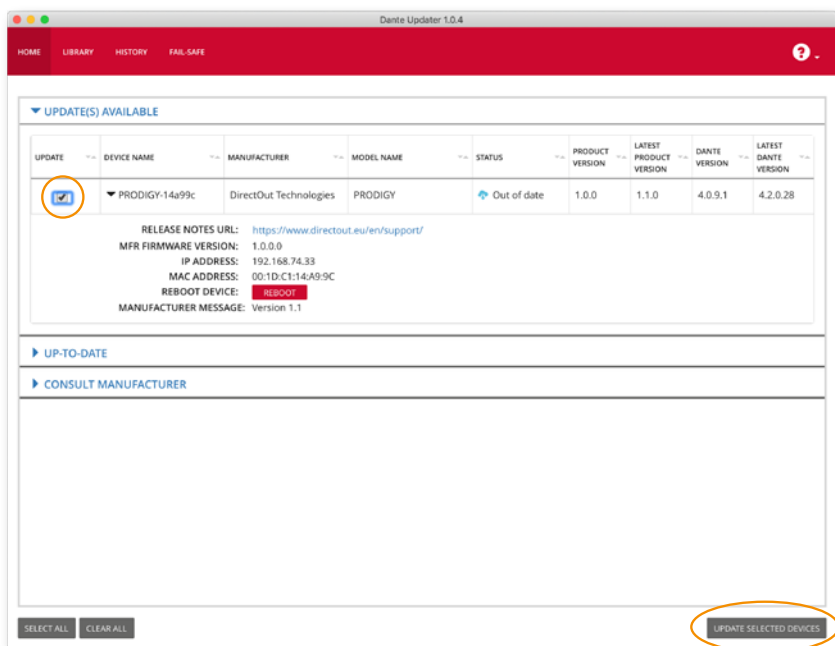 Dante Updater 1.0.4
HOME LIBRARY HISTORY FAIL-SAFE ?
UPDATE(S) AVAILABLE
UPDATE DEVICE NAME MANUFACTURER MODEL NAME STATUS PRODUCT VERSION LATEST PRODUCT VERSION DANTE VERSION LATEST DANTE VERSION
PRODIGY-14a99c DirectOut Technologies PRODIGY Out of date 1.0.0 1.1.0 4.0.9.1 4.2.0.28
RELEASE NOTES URL: https://www.directout.eu/en/support/
MFR FIRMWARE VERSION: 1.0.0.0
IP ADDRESS: 192.168.74.33
MAC ADDRESS: 00:1D:C1:14:A9:9C
REBOOT DEVICE: REBOOT
MANUFACTURER MESSAGE: Version 1.1
UP-TO-DATE
CONSULT MANUFACTURER
SELECT ALL CLEAR ALL UPDATE SELECTED DEVICES